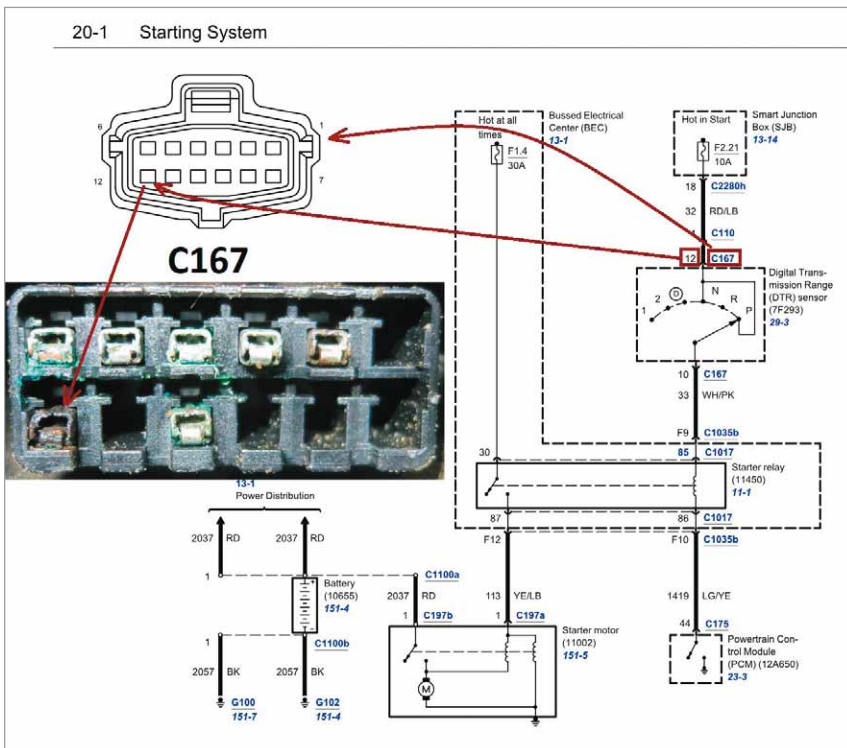 20-1 Starting System
6
1
12
7
C167
Hot at all
times
F1.4
30A
Bussed Electrical
Center (BEC)
13-1
Hot in Start
F2.21
10A
Smart Junction
Box (SJB)
13-14
18 C2280h
32 RD/LB
C110
12 C167
Digital Trans-
mission Range
(DTR) sensor
(7F293)
29-3
1 2 D N R P
10 C167
33 WH/PK
F9 C1035b
30 85 C1017
Starter relay
(11450)
11-1
87 86 C1017
F12 F10 C1035b
13-1
Power Distribution
2037 RD 2037 RD
1 C1100a
Battery
(10655)
151-4
+
-
2037 RD 113 YE/LB 1419 LG/YE
1 C197b 1 C197a 44 C175
1 C1100b
2057 BK 2057 BK
G100
151-7
G102
151-4
M
Starter motor
(11002)
151-5
Powertrain Con-
trol Module
(PCM) (12A650)
23-3